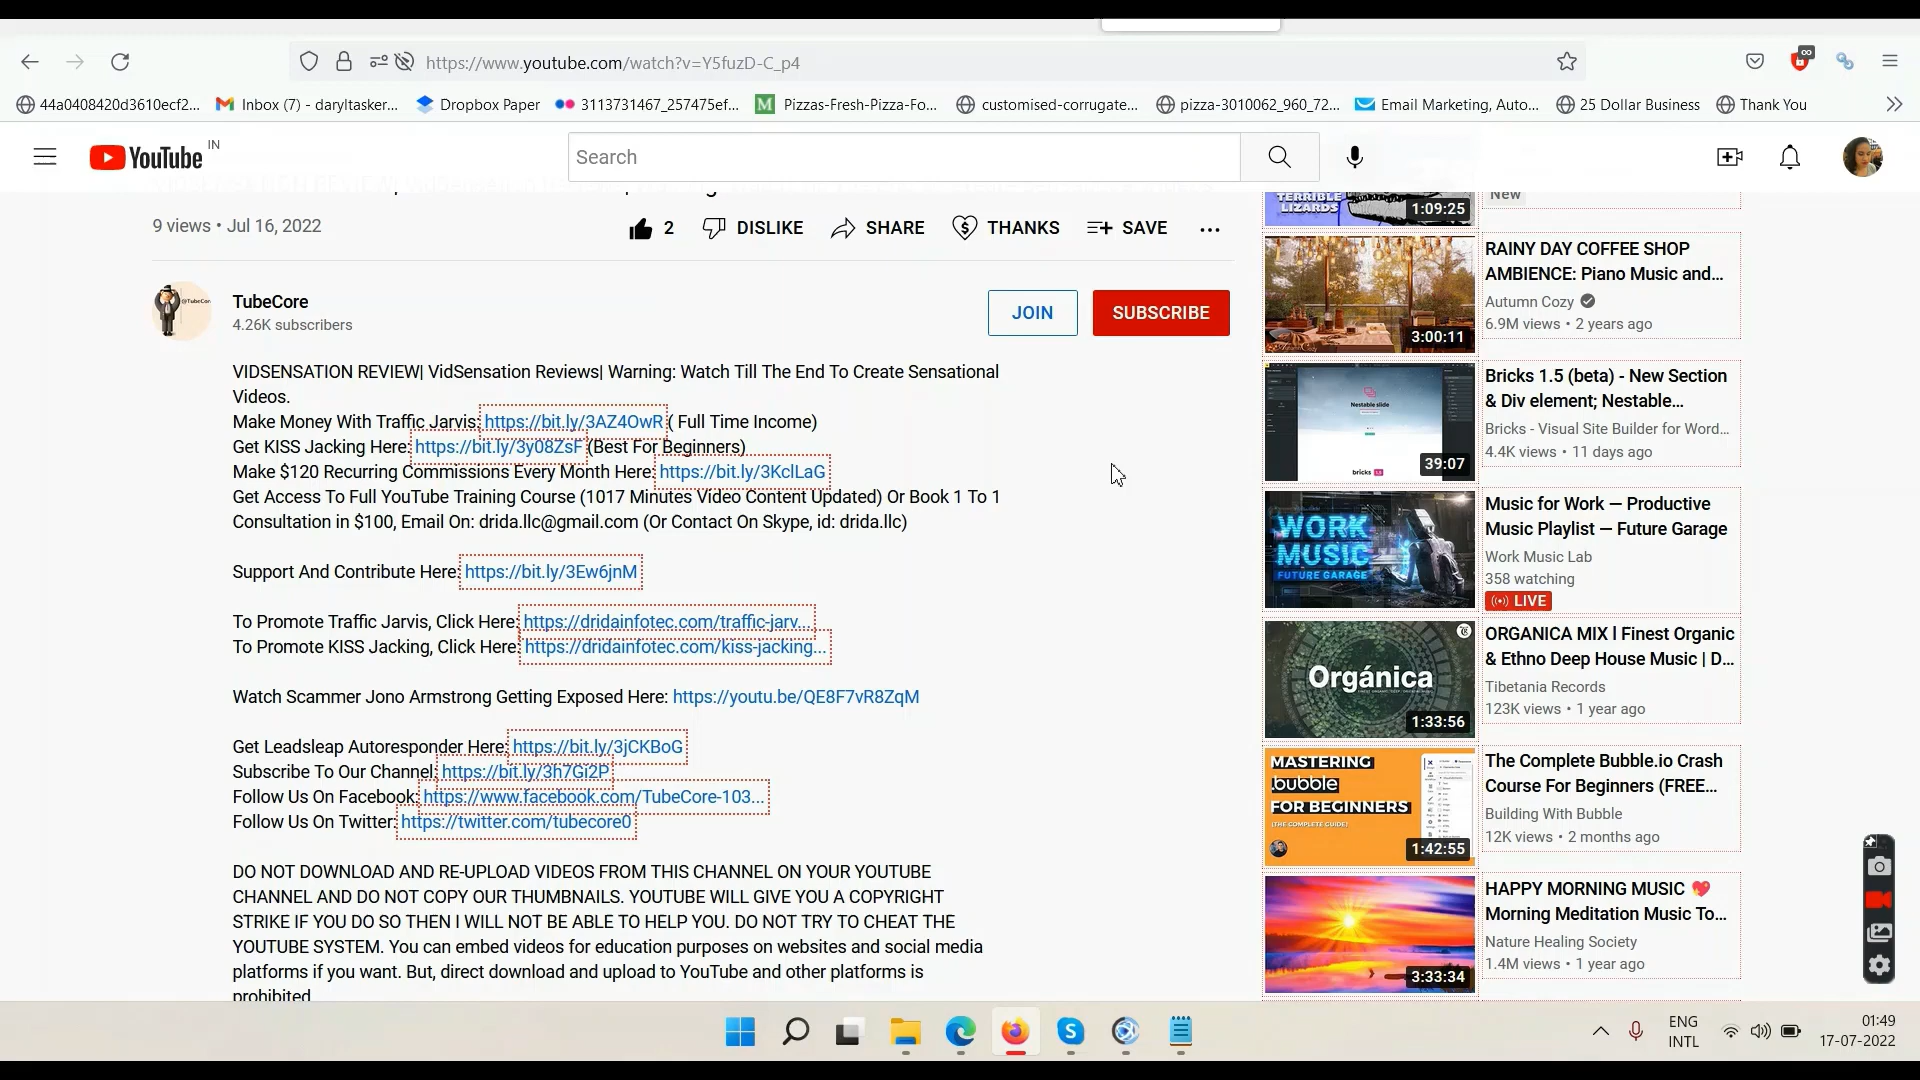 https://www.youtube.com/watch?v=Y5fuzD-C_p4
44a0408420d3610ecf2...
Inbox (7) - daryltasker...
Dropbox Paper
3113731467_257475ef...
Pizzas-Fresh-Pizza-Fo...
customised-corrugate...
pizza-3010062_960_72...
Email Marketing, Auto...
25 Dollar Business
Thank You
YouTube IN
Search
9 views • Jul 16, 2022
2
DISLIKE
SHARE
THANKS
SAVE
TubeCore
4.26K subscribers
JOIN
SUBSCRIBE
VIDSENSATION REVIEW| VidSensation Reviews| Warning: Watch Till The End To Create Sensational
Videos.
Make Money With Traffic Jarvis: https://bit.ly/3AZ4OwR ( Full Time Income)
Get KISS Jacking Here: https://bit.ly/3y08ZsF (Best For Beginners)
Make $120 Recurring Commissions Every Month Here: https://bit.ly/3KclLaG
Get Access To Full YouTube Training Course (1017 Minutes Video Content Updated) Or Book 1 To 1
Consultation in $100, Email On: drida.llc@gmail.com (Or Contact On Skype, id: drida.llc)
Support And Contribute Here: https://bit.ly/3Ew6jnM
To Promote Traffic Jarvis, Click Here: https://dridainfotec.com/traffic-jarv...
To Promote KISS Jacking, Click Here: https://dridainfotec.com/kiss-jacking...
Watch Scammer Jono Armstrong Getting Exposed Here: https://youtu.be/QE8F7vR8ZqM
Get Leadsleap Autoresponder Here: https://bit.ly/3jCKBoG
Subscribe To Our Channel: https://bit.ly/3h7Gi2P
Follow Us On Facebook: https://www.facebook.com/TubeCore-103...
Follow Us On Twitter: https://twitter.com/tubecore0
DO NOT DOWNLOAD AND RE-UPLOAD VIDEOS FROM THIS CHANNEL ON YOUR YOUTUBE
CHANNEL AND DO NOT COPY OUR THUMBNAILS. YOUTUBE WILL GIVE YOU A COPYRIGHT
STRIKE IF YOU DO SO THEN I WILL NOT BE ABLE TO HELP YOU. DO NOT TRY TO CHEAT THE
YOUTUBE SYSTEM. You can embed videos for education purposes on websites and social media
platforms if you want. But, direct download and upload to YouTube and other platforms is
prohibited
TERRIBLE
LIZARDS
1:09:25
New
3:00:11
RAINY DAY COFFEE SHOP
AMBIENCE: Piano Music and...
Autumn Cozy
6.9M views • 2 years ago
Nestable slide
bricks 1.5
39:07
Bricks 1.5 (beta) - New Section
& Div element; Nestable...
Bricks - Visual Site Builder for Word...
4.4K views • 11 days ago
WORK
MUSIC
FUTURE GARAGE
Music for Work — Productive
Music Playlist — Future Garage
Work Music Lab
358 watching
LIVE
Orgánica
1:33:56
ORGANICA MIX l Finest Organic
& Ethno Deep House Music | D...
Tibetania Records
123K views • 1 year ago
MASTERING
.bubble
FOR BEGINNERS
(THE COMPLETE GUIDE)
1:42:55
The Complete Bubble.io Crash
Course For Beginners (FREE...
Building With Bubble
12K views • 2 months ago
3:33:34
HAPPY MORNING MUSIC 💖
Morning Meditation Music To...
Nature Healing Society
1.4M views • 1 year ago
ENG
INTL
01:49
17-07-2022